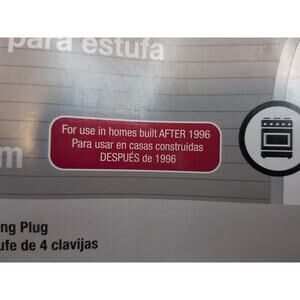 para estufa
For use in homes built AFTER 1996
Para usar en casas construidas
DESPUÉS de 1996
m
ng Plug
ufe de 4 clavijas